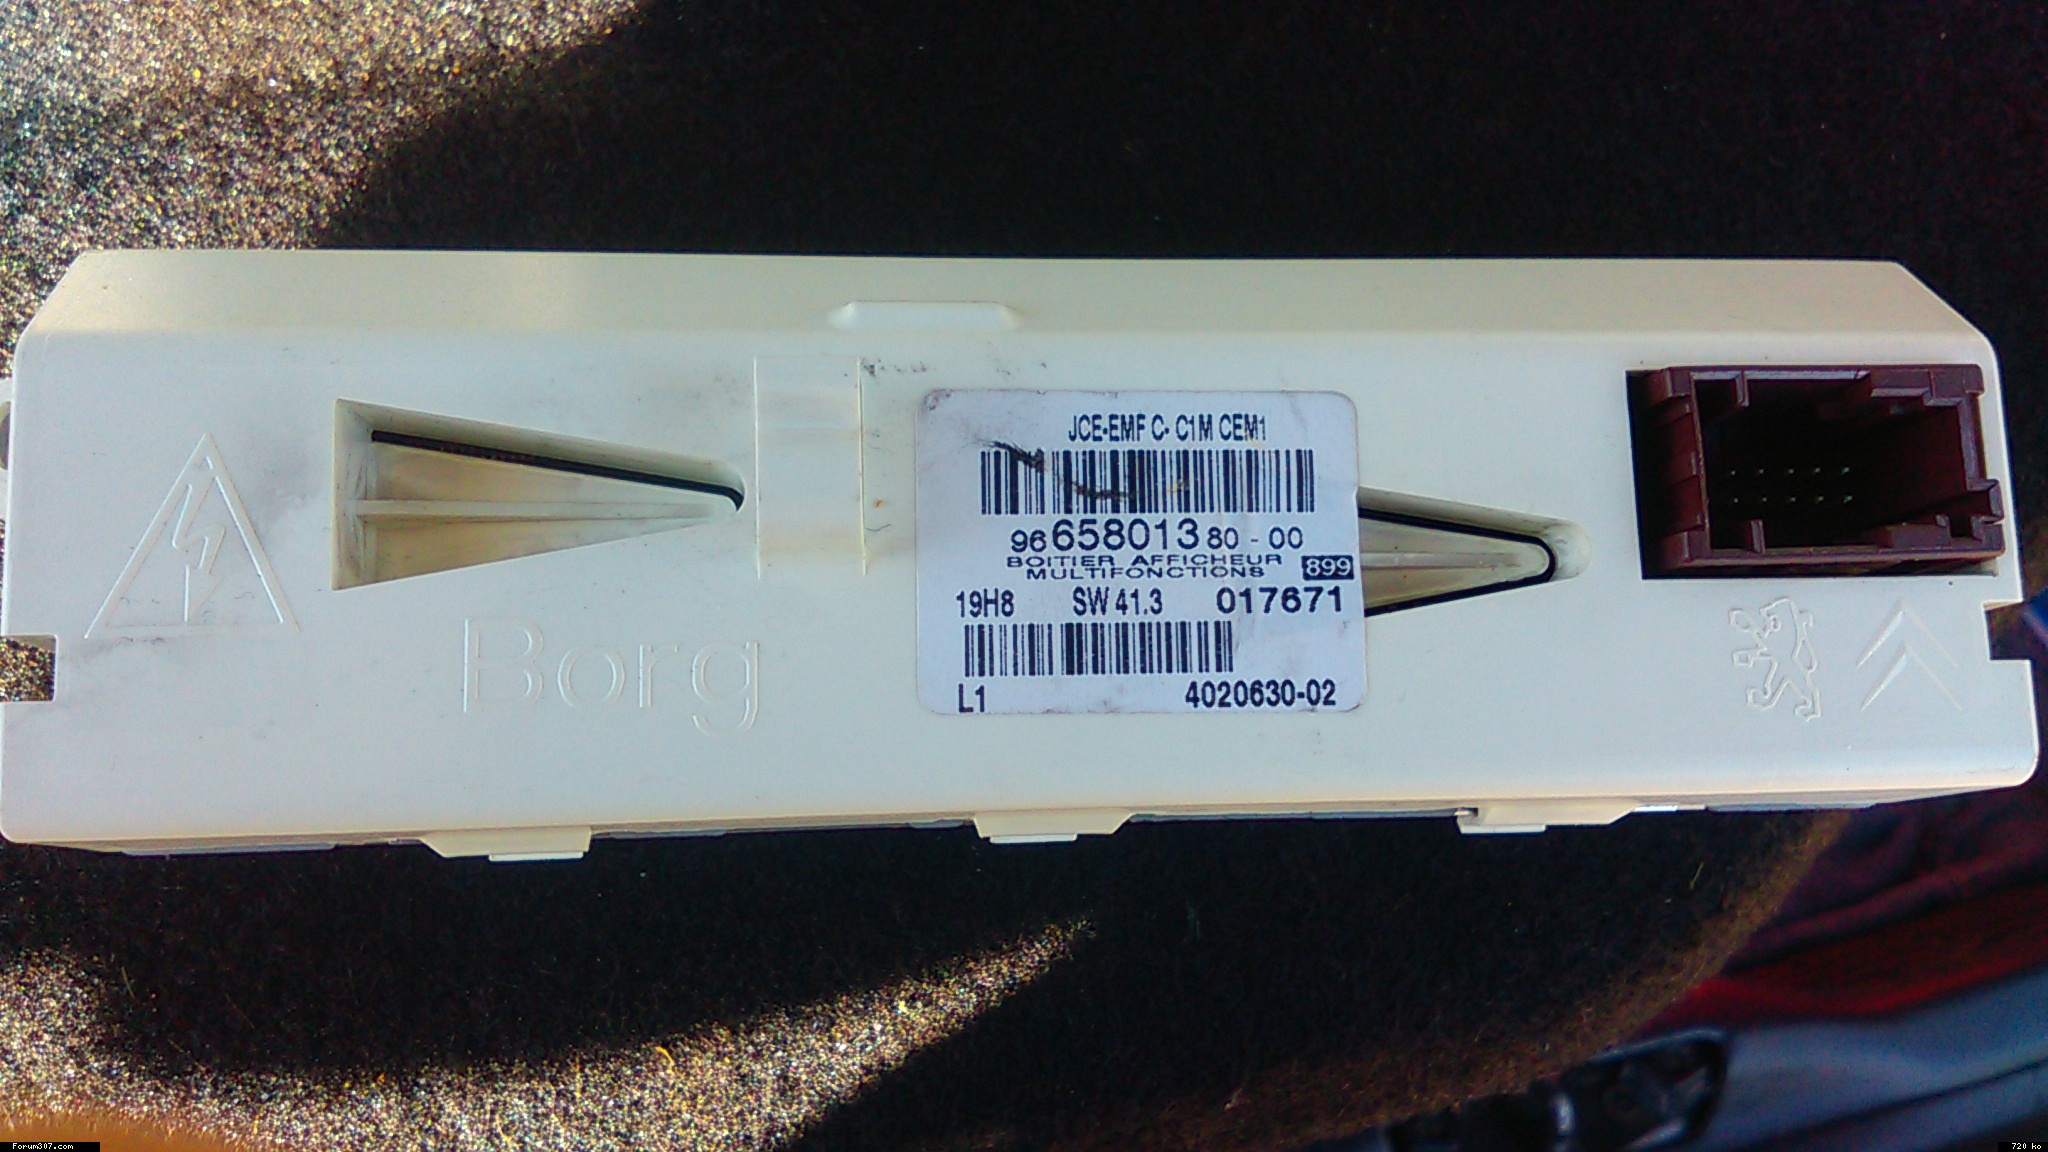 JCE-EMF C- C1M CEM1
96 658013 80 - 00
BOITIER AFFICHEUR
MULTIFONCTIONS 899
19H8 SW 41.3 017671
L1 4020630-02
Borg
Forum307.com
720 ko